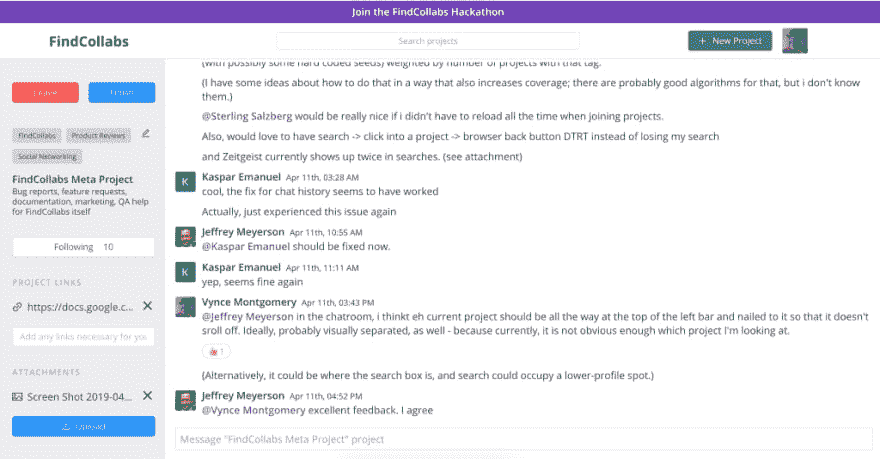 Join the FindCollabs Hackathon
FindCollabs
Search projects
+ New Project
FindCollabs
Product Reviews
Social Networking
FindCollabs Meta Project
Bug reports, feature requests,
documentation, marketing, QA help
for FindCollabs itself
Following 10
PROJECT LINKS
https://docs.google.c...
Add any links necessary for you
ATTACHMENTS
Screen Shot 2019-04...
Upload
(with possibly some hard coded seeds) weighted by number of projects with that tag.
(I have some ideas about how to do that in a way that also increases coverage; there are probably good algorithms for that, but i don't know
them.)
@Sterling Salzberg would be really nice if i didn't have to reload all the time when joining projects.
Also, would love to have search -> click into a project -> browser back button DTRT instead of losing my search
and Zeitgeist currently shows up twice in searches. (see attachment)
K
Kaspar Emanuel Apr 11th, 03:28 AM
cool, the fix for chat history seems to have worked
Actually, just experienced this issue again
Jeffrey Meyerson Apr 11th, 10:55 AM
@Kaspar Emanuel should be fixed now.
K
Kaspar Emanuel Apr 11th, 11:11 AM
yep, seems fine again
Vynce Montgomery Apr 11th, 03:43 PM
@Jeffrey Meyerson in the chatroom, i thinkt eh current project should be all the way at the top of the left bar and nailed to it so that it doesn't
sroll off. Ideally, probably visually separated, as well - because currently, it is not obvious enough which project I'm looking at.
1
(Alternatively, it could be where the search box is, and search could occupy a lower-profile spot.)
Jeffrey Meyerson Apr 11th, 04:52 PM
@Vynce Montgomery excellent feedback. I agree
Message "FindCollabs Meta Project" project